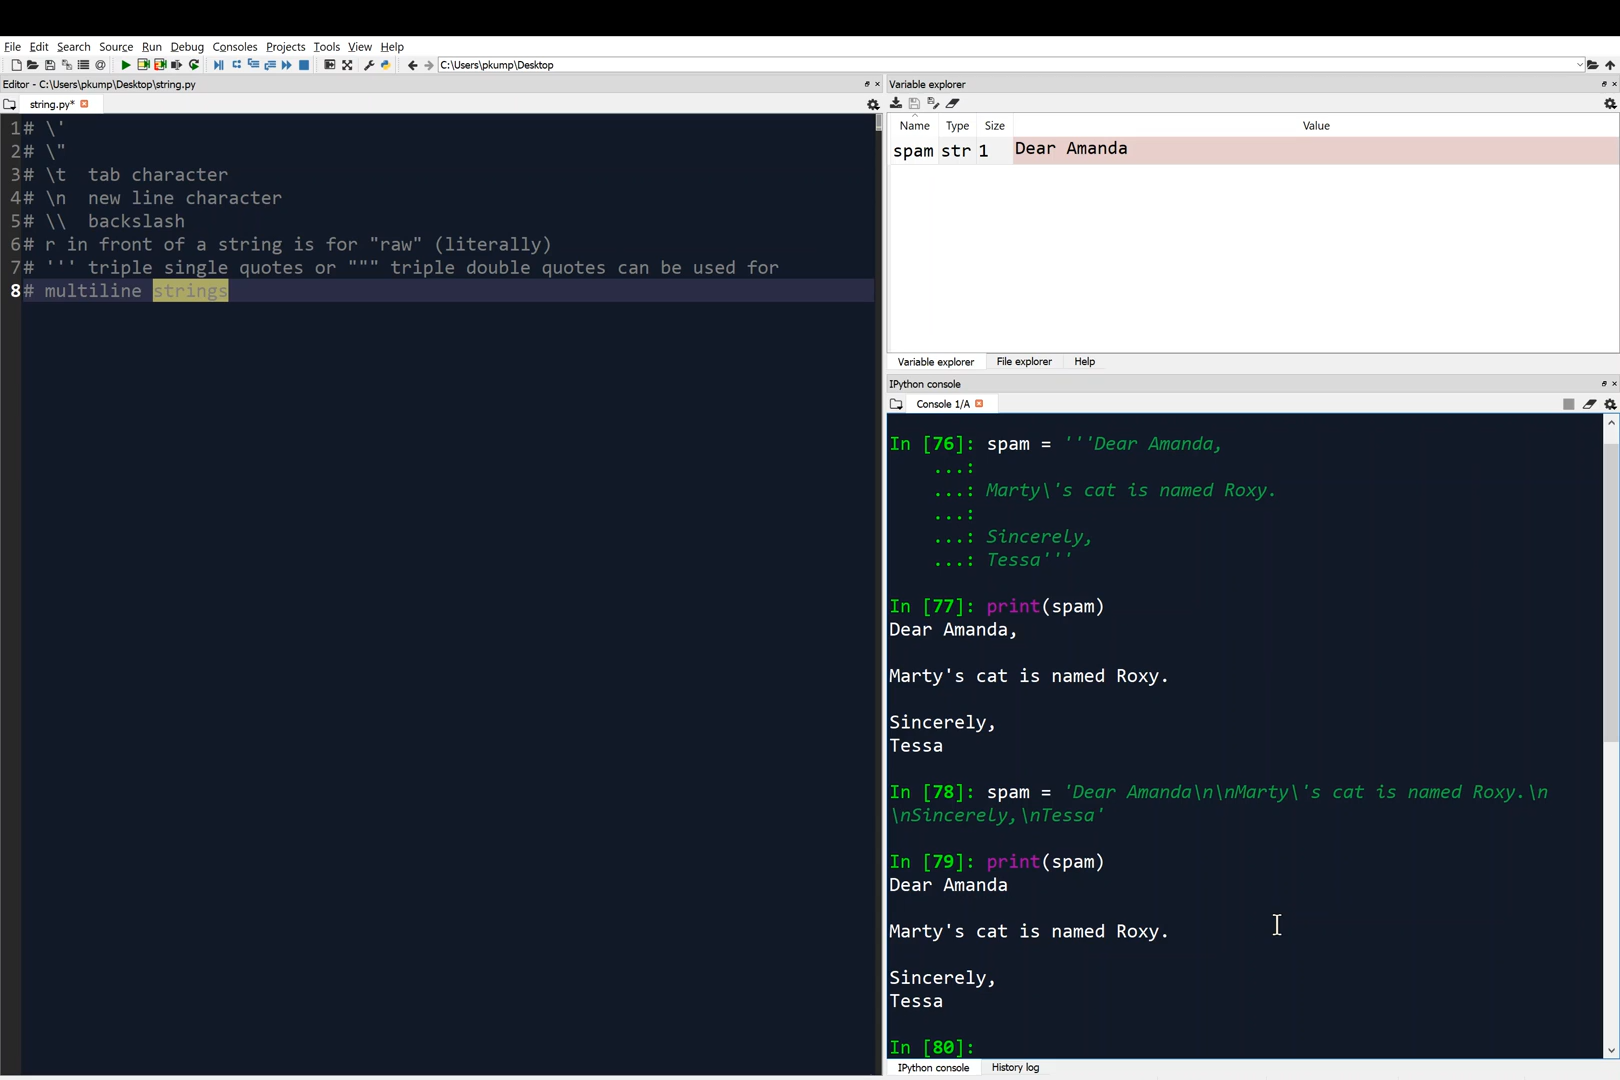 File Edit Search Source Run Debug Consoles Projects Tools View Help
C:\Users\pkump\Desktop
Editor - C:\Users\pkump\Desktop\string.py
string.py*
1# \'
2# \"
3# \t  tab character
4# \n  new line character
5# \\  backslash
6# r in front of a string is for "raw" (literally)
7# ''' triple single quotes or """ triple double quotes can be used for
8# multiline strings
Variable explorer
Name Type Size Value
spam str 1 Dear Amanda
Variable explorer File explorer Help
IPython console
Console 1/A
In [76]: spam = '''Dear Amanda,
...:
...: Marty\'s cat is named Roxy.
...:
...: Sincerely,
...: Tessa'''
In [77]: print(spam)
Dear Amanda,
Marty's cat is named Roxy.
Sincerely,
Tessa
In [78]: spam = 'Dear Amanda\n\nMarty\'s cat is named Roxy.\n
\nSincerely,\nTessa'
In [79]: print(spam)
Dear Amanda
Marty's cat is named Roxy.
Sincerely,
Tessa
In [80]:
IPython console History log